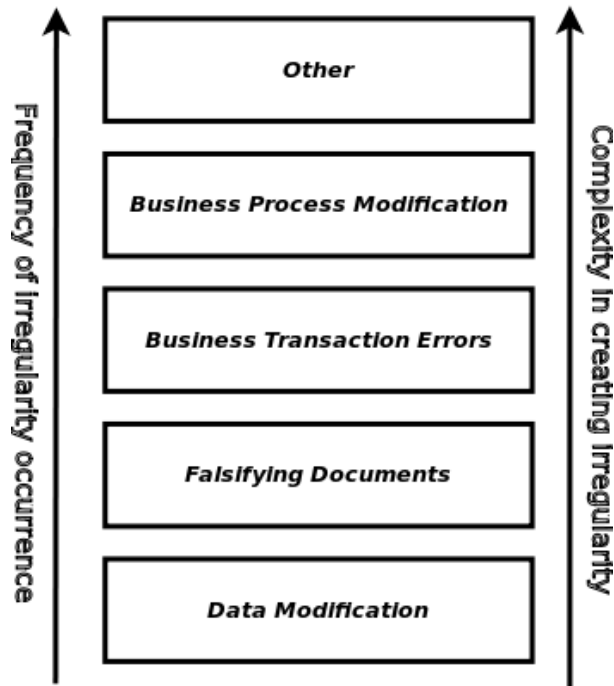 Other
Business Process Modification
Business Transaction Errors
Falsifying Documents
Data Modification
Frequency of irregularity occurrence
Complexity in creating irregularity